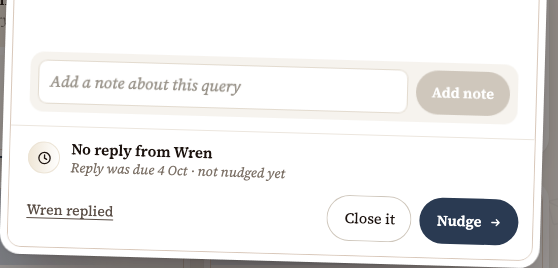 Add a note about this query
Add note
No reply from Wren
Reply was due 4 Oct · not nudged yet
Wren replied
Close it
Nudge →